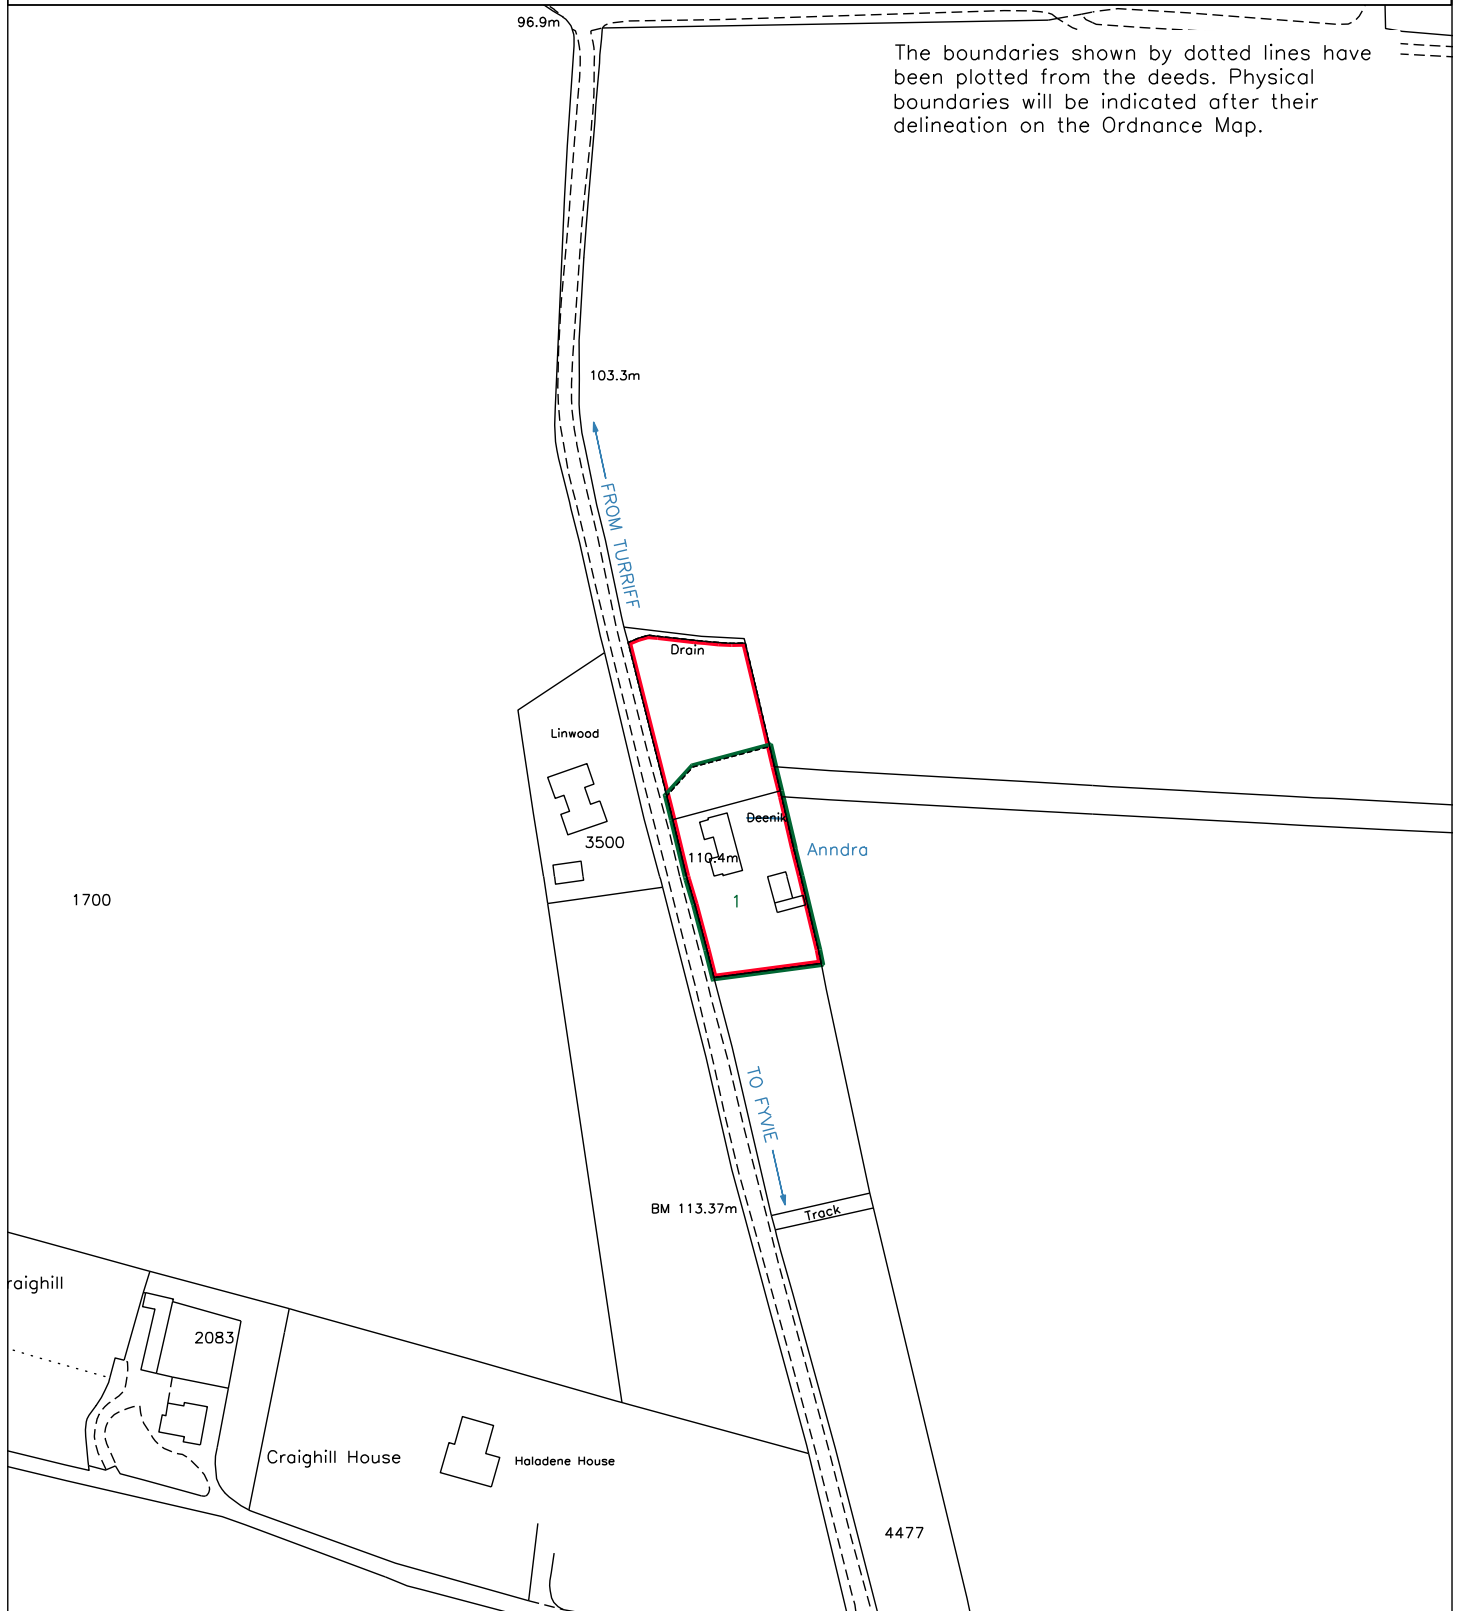 96.9m
The boundaries shown by dotted lines have
been plotted from the deeds. Physical
boundaries will be indicated after their
delineation on the Ordnance Map.
103.3m
FROM TURRIFF
Drain
Linwood
Deenik
3500
110.4m
Anndra
1700
1
TO FYVIE
BM 113.37m
Track
raighill
2083
Craighill House
Haladene House
4477